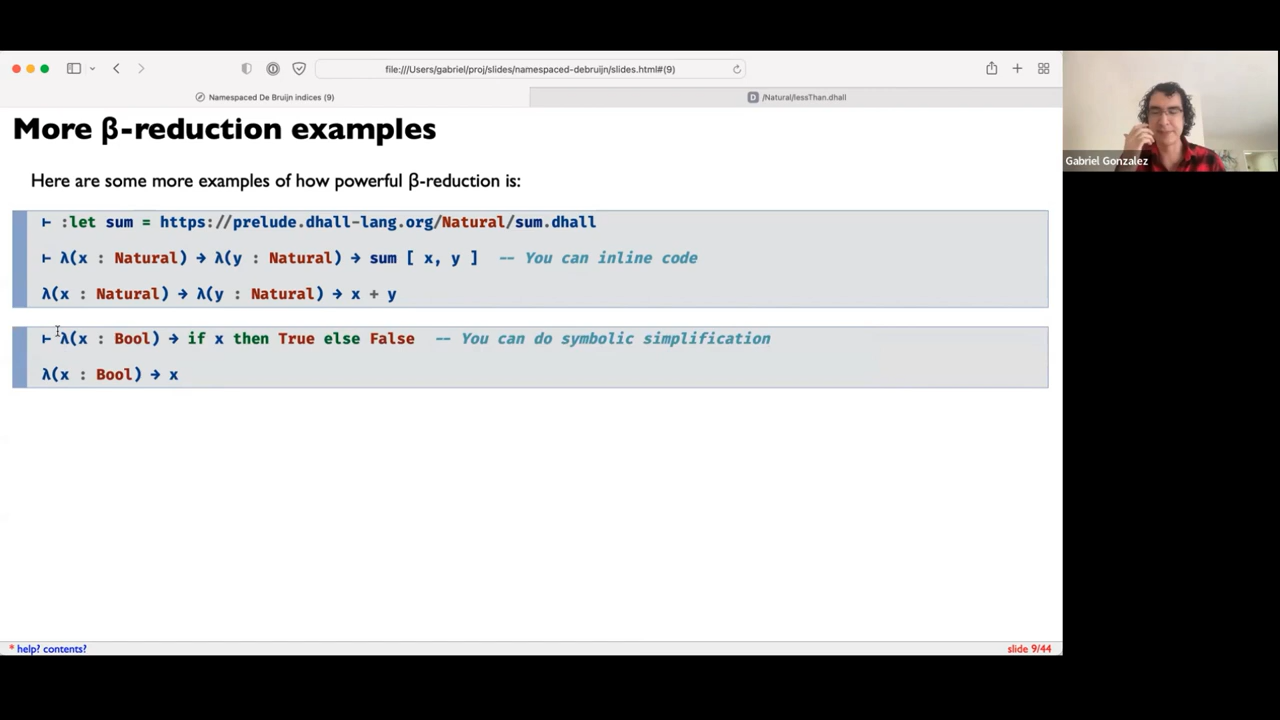 file:///Users/gabriel/proj/slides/namespaced-debruijn/slides.html#(9)
Namespaced De Bruijn indices (9)
D /Natural/lessThan.dhall
More β-reduction examples
Here are some more examples of how powerful β-reduction is:
⊢ :let sum = https://prelude.dhall-lang.org/Natural/sum.dhall
⊢ λ(x : Natural) → λ(y : Natural) → sum [ x, y ] -- You can inline code
λ(x : Natural) → λ(y : Natural) → x + y
⊢ λ(x : Bool) → if x then True else False -- You can do symbolic simplification
λ(x : Bool) → x
* help? contents?
slide 9/44
Gabriel Gonzalez